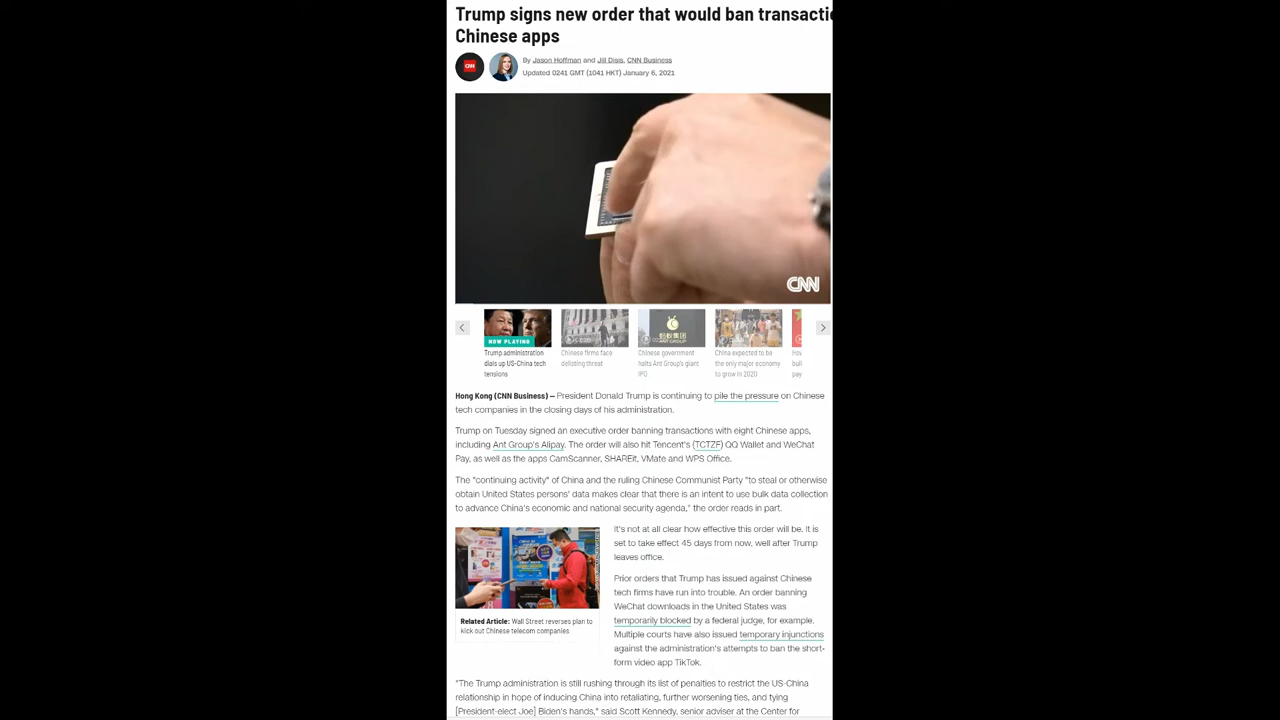 Trump signs new order that would ban transacti
Chinese apps
CNN
By Jason Hoffman and Jill Disis, CNN Business
Updated 0241 GMT (1041 HKT) January 6, 2021
CNN
NOW PLAYING
ANT GROUP
Trump administration
dials up US-China tech
tensions
Chinese firms face
delisting threat
Chinese government
halts Ant Group's giant
IPO
China expected to be
the only major economy
to grow in 2020
Hong Kong (CNN Business) — President Donald Trump is continuing to pile the pressure on Chinese
tech companies in the closing days of his administration.
Trump on Tuesday signed an executive order banning transactions with eight Chinese apps,
including Ant Group's Alipay. The order will also hit Tencent's (TCTZF) QQ Wallet and WeChat
Pay, as well as the apps CamScanner, SHAREit, VMate and WPS Office.
The "continuing activity" of China and the ruling Chinese Communist Party "to steal or otherwise
obtain United States persons' data makes clear that there is an intent to use bulk data collection
to advance China's economic and national security agenda," the order reads in part.
Related Article: Wall Street reverses plan to
kick out Chinese telecom companies
It's not at all clear how effective this order will be. It is
set to take effect 45 days from now, well after Trump
leaves office.
Prior orders that Trump has issued against Chinese
tech firms have run into trouble. An order banning
WeChat downloads in the United States was
temporarily blocked by a federal judge, for example.
Multiple courts have also issued temporary injunctions
against the administration's attempts to ban the short-
form video app TikTok.
"The Trump administration is still rushing through its list of penalties to restrict the US-China
relationship in hope of inducing China into retaliating, further worsening ties, and tying
[President-elect Joe] Biden's hands," said Scott Kennedy, senior adviser at the Center for